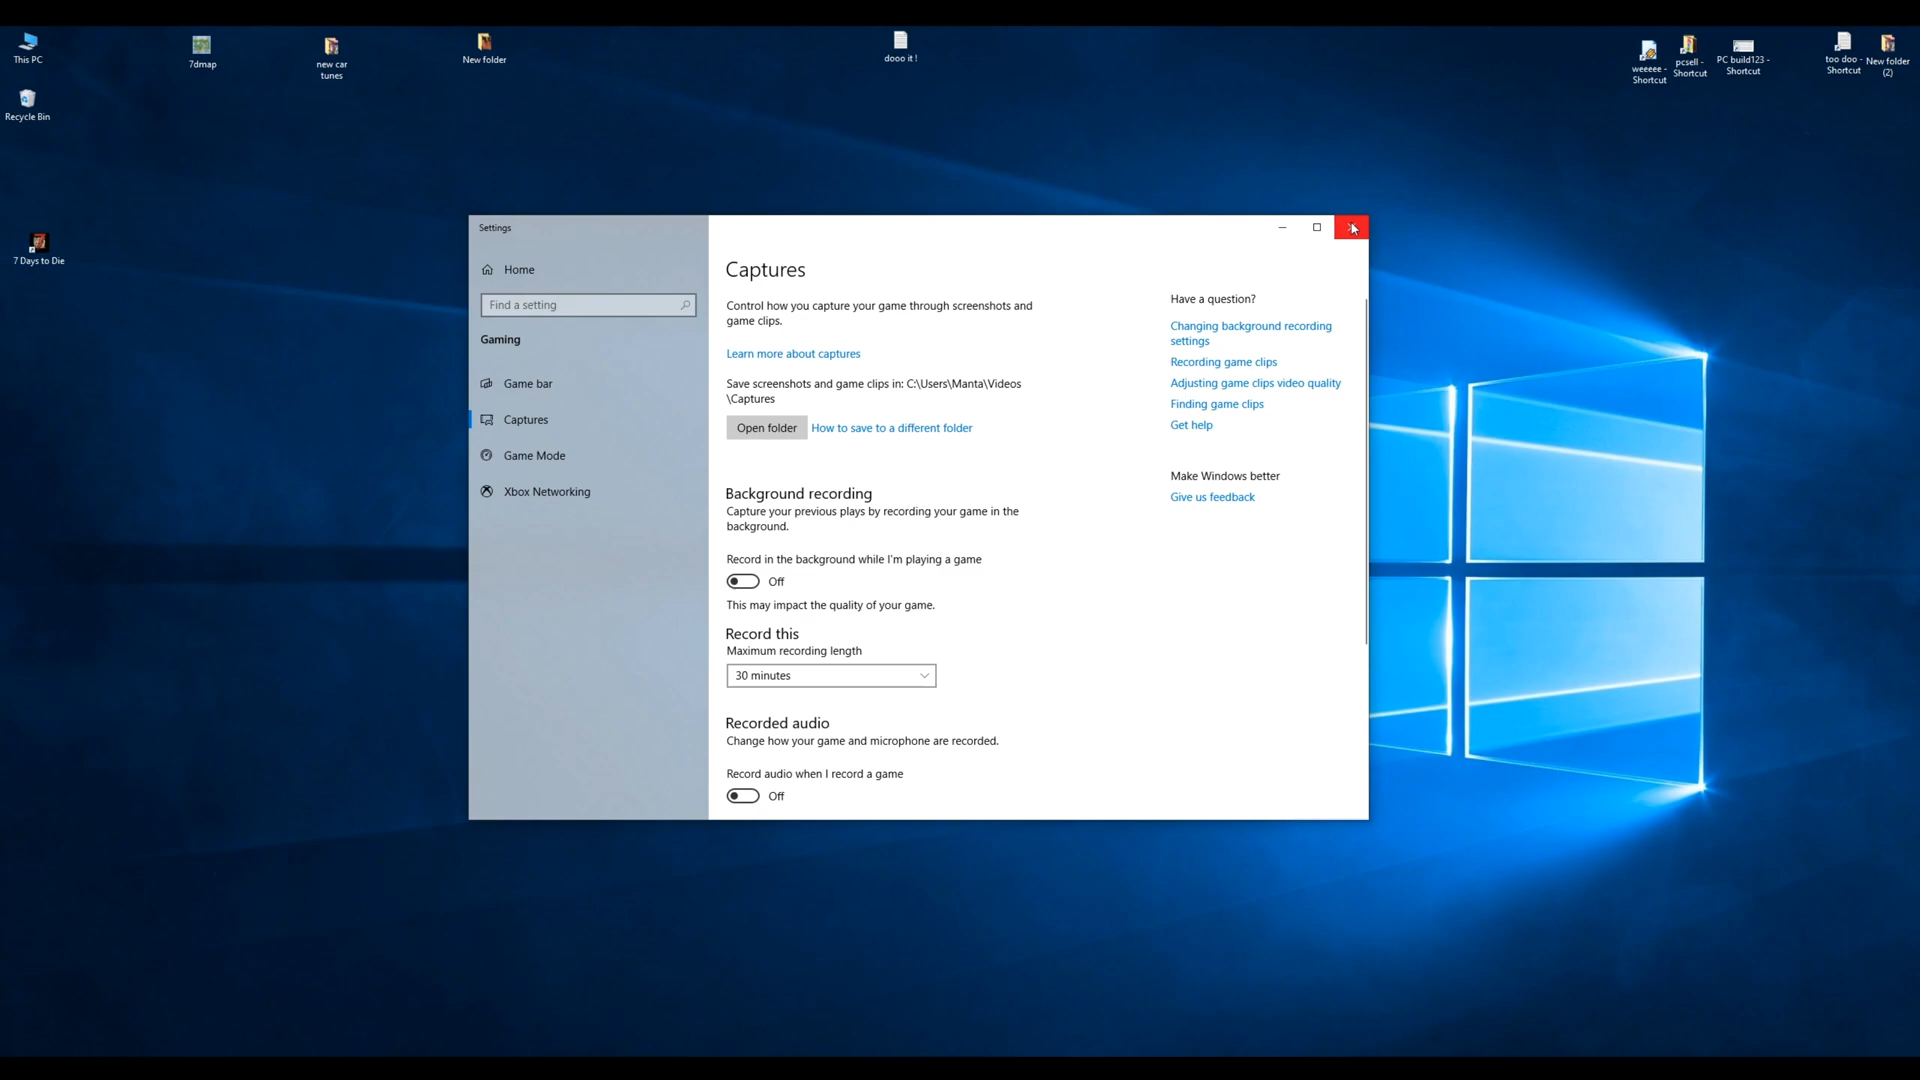 This PC
Recycle Bin
7 Days to Die
7dmap
new car
tunes
New folder
dooo it !
weeeee -
Shortcut
pcsell -
Shortcut
PC build123 -
Shortcut
too doo -
Shortcut
New folder
(2)
Settings
Home
Find a setting
Gaming
Game bar
Captures
Game Mode
Xbox Networking
Captures
Control how you capture your game through screenshots and
game clips.
Learn more about captures
Save screenshots and game clips in: C:\Users\Manta\Videos
\Captures
Open folder
How to save to a different folder
Background recording
Capture your previous plays by recording your game in the
background.
Record in the background while I'm playing a game
Off
This may impact the quality of your game.
Record this
Maximum recording length
30 minutes
Recorded audio
Change how your game and microphone are recorded.
Record audio when I record a game
Off
Have a question?
Changing background recording
settings
Recording game clips
Adjusting game clips video quality
Finding game clips
Get help
Make Windows better
Give us feedback